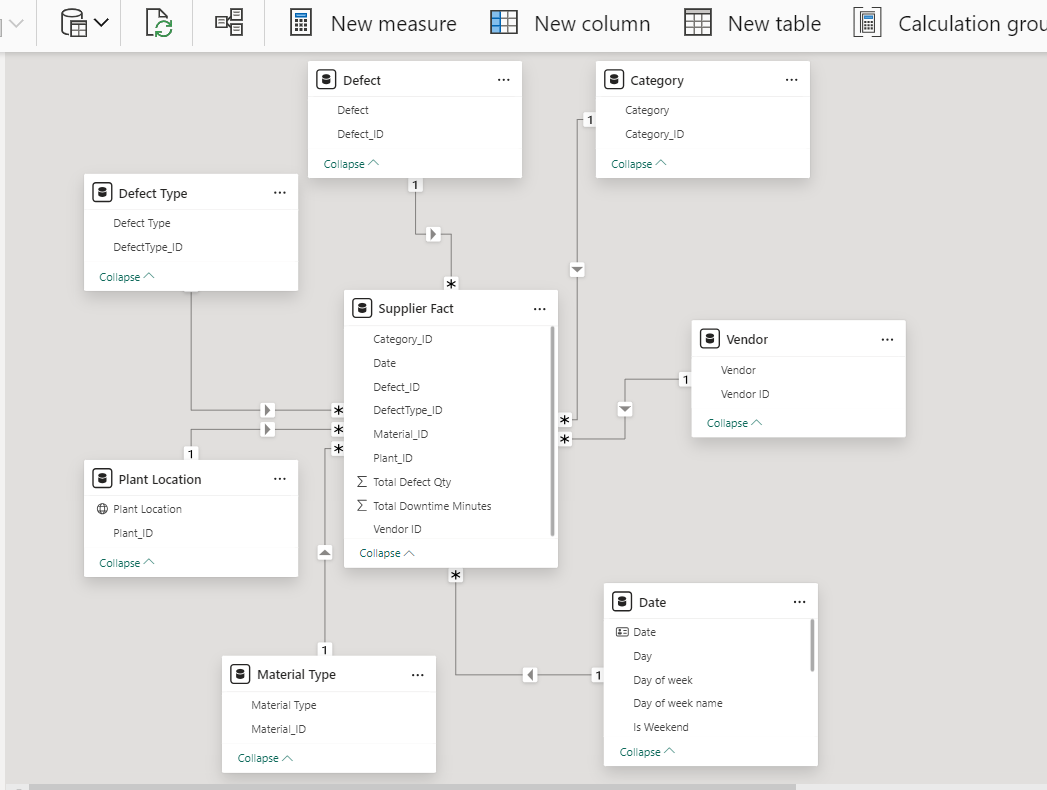 New measure
New column
New table
Calculation grou
Defect
Defect
Defect_ID
Collapse
1
*
Category
Category
Category_ID
Collapse
1
*
Defect Type
Defect Type
DefectType_ID
Collapse
*
Supplier Fact
Category_ID
Date
Defect_ID
DefectType_ID
Material_ID
Plant_ID
Σ Total Defect Qty
Σ Total Downtime Minutes
Vendor ID
Collapse
Vendor
Vendor
Vendor ID
Collapse
1
*
Plant Location
Plant Location
Plant_ID
Collapse
1
*
Material Type
Material Type
Material_ID
Collapse
1
*
Date
Date
Day
Day of week
Day of week name
Is Weekend
Collapse
1
*